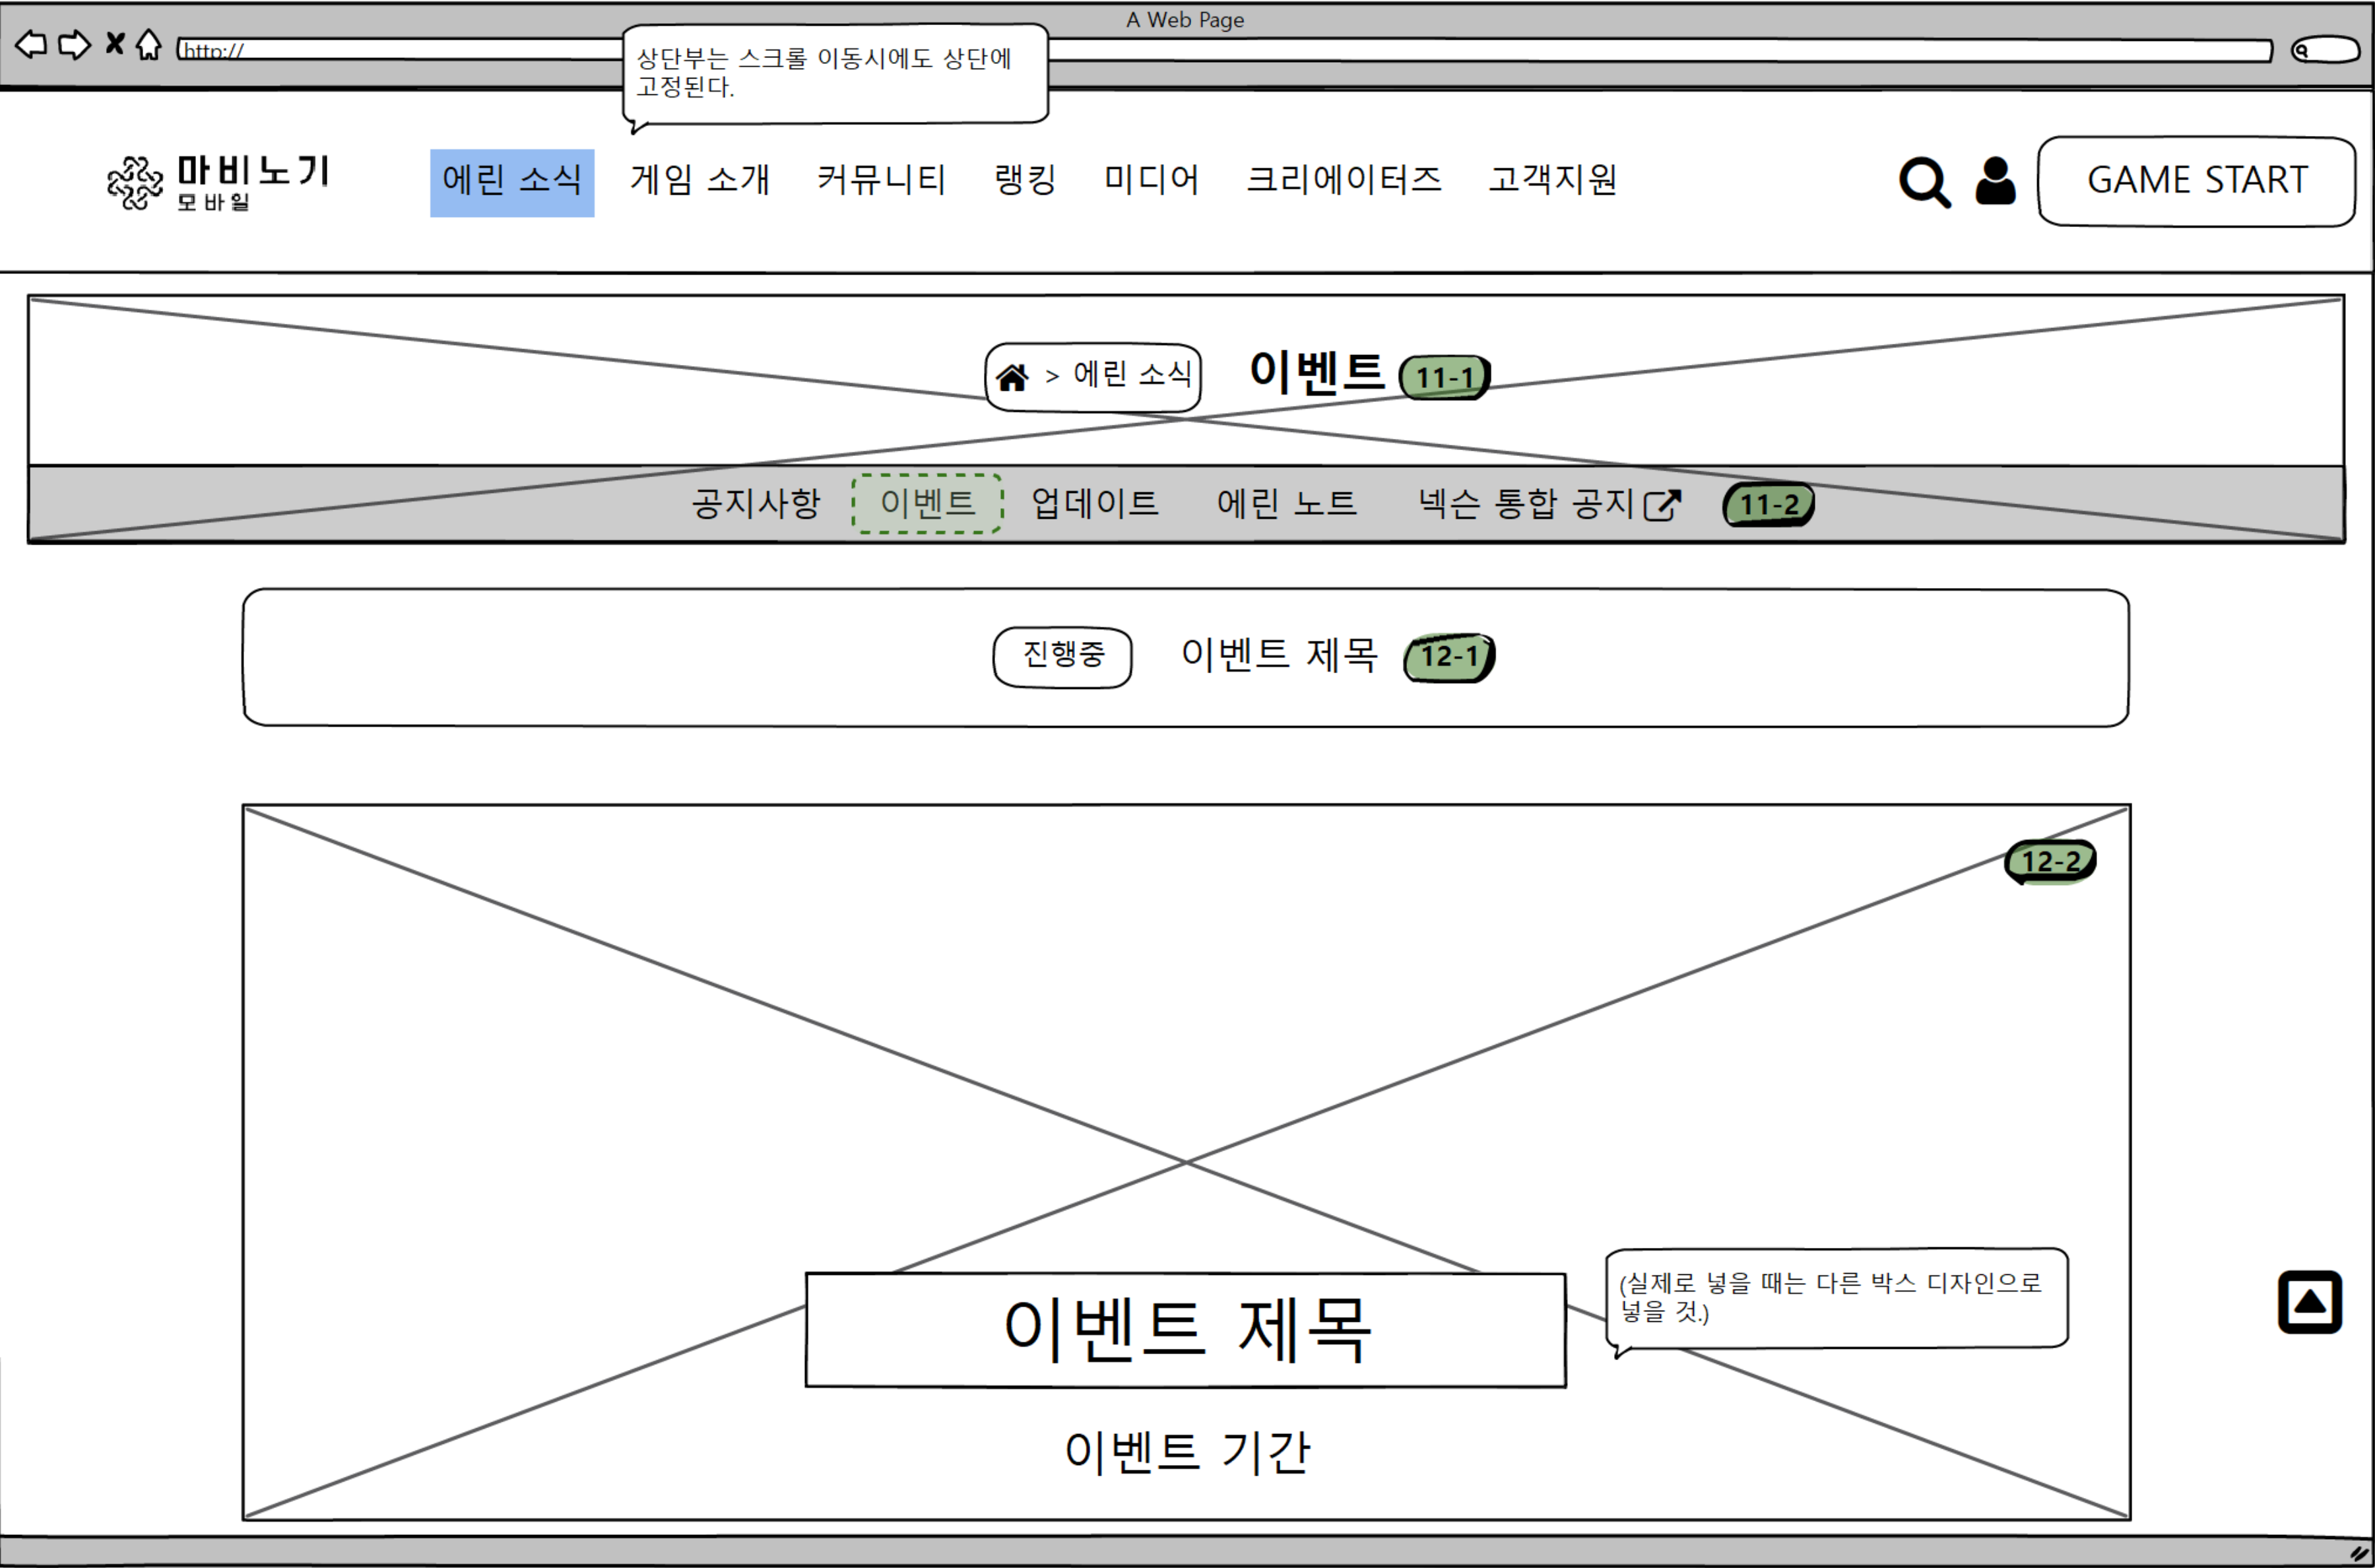 A Web Page
http://
상단부는 스크롤 이동시에도 상단에
고정된다.
마비노기
모바일
에린 소식 게임 소개 커뮤니티 랭킹 미디어 크리에이터즈 고객지원 GAME START
> 에린 소식 이벤트 11-1
공지사항 이벤트 업데이트 에린 노트 넥슨 통합 공지 11-2
진행중 이벤트 제목 12-1
12-2
이벤트 제목
(실제로 넣을 때는 다른 박스 디자인으로
넣을 것.)
이벤트 기간